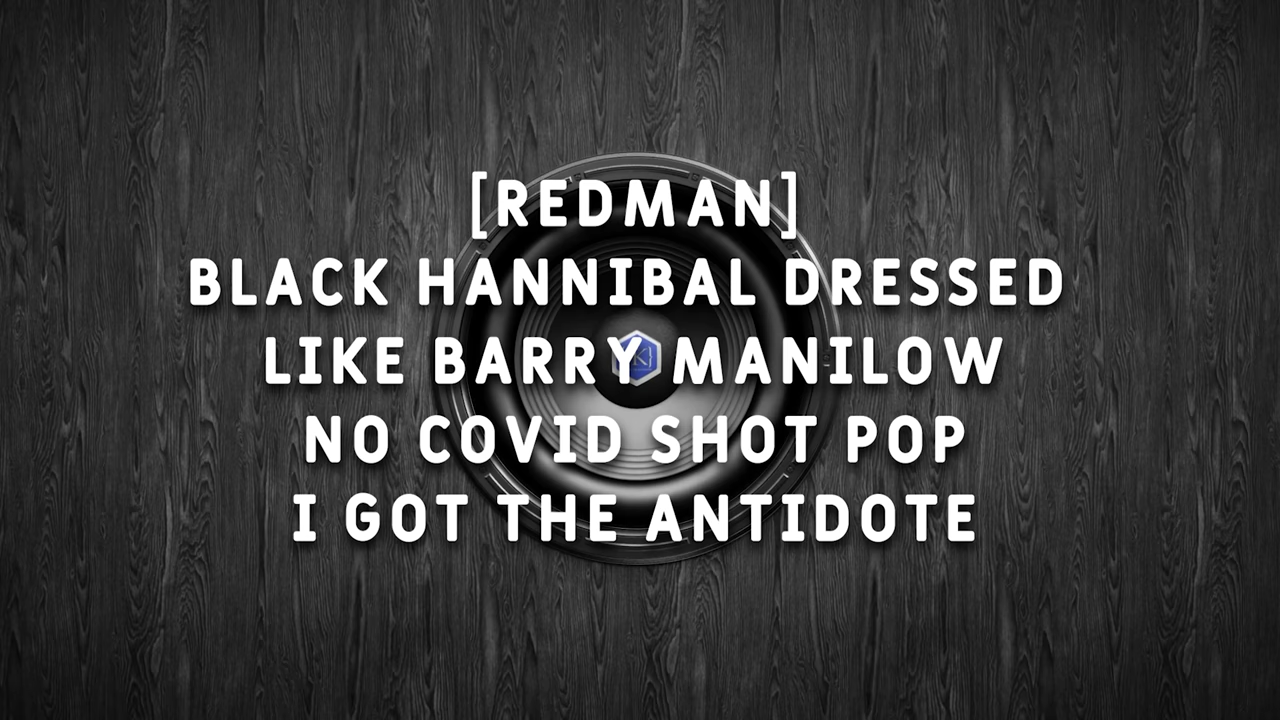 [REDMAN]
BLACK HANNIBAL DRESSED
LIKE BARRY MANILOW
NO COVID SHOT POP
I GOT THE ANTIDOTE